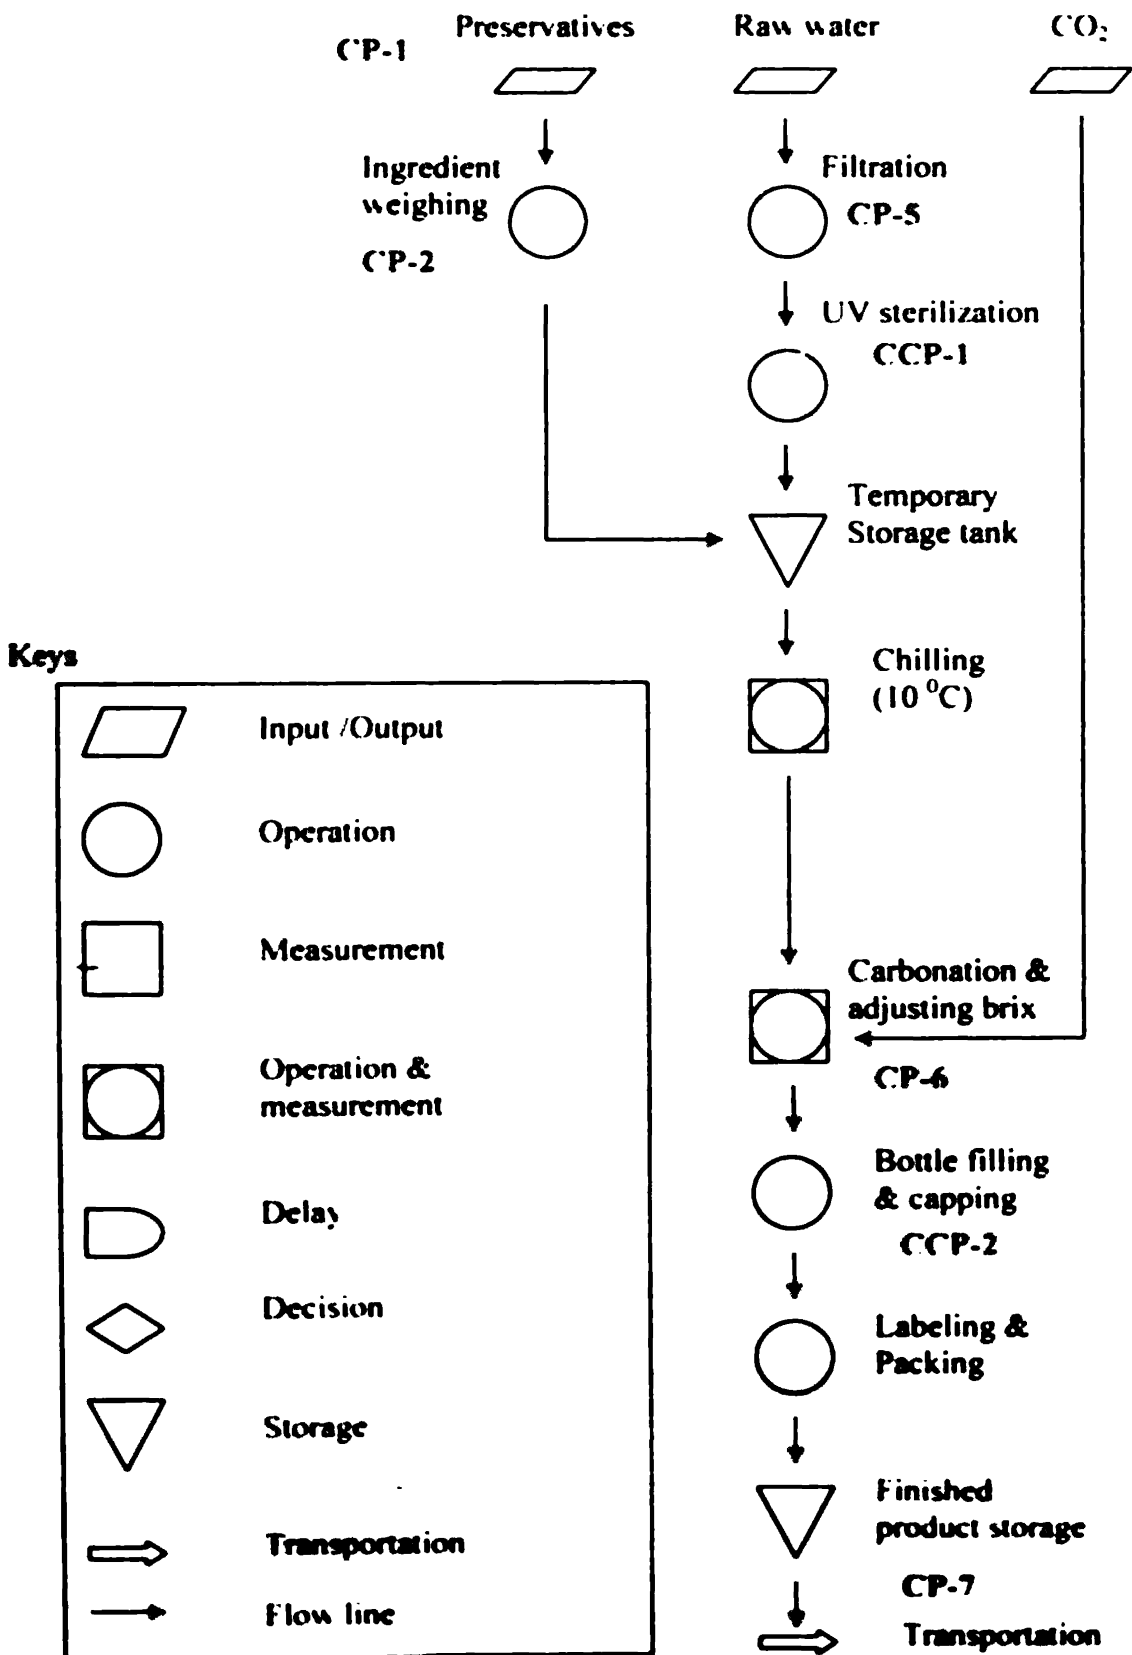 CP-1
Preservatives
Raw water
CO₂
Ingredient
weighing
CP-2
Filtration
CP-5
UV sterilization
CCP-1
Temporary
Storage tank
Chilling
(10 ⁰C)
Carbonation &
adjusting brix
CP-6
Bottle filling
& capping
CCP-2
Labeling &
Packing
Finished
product storage
CP-7
Transportation
Keys
Input /Output
Operation
Measurement
Operation &
measurement
Delay
Decision
Storage
Transportation
Flow line